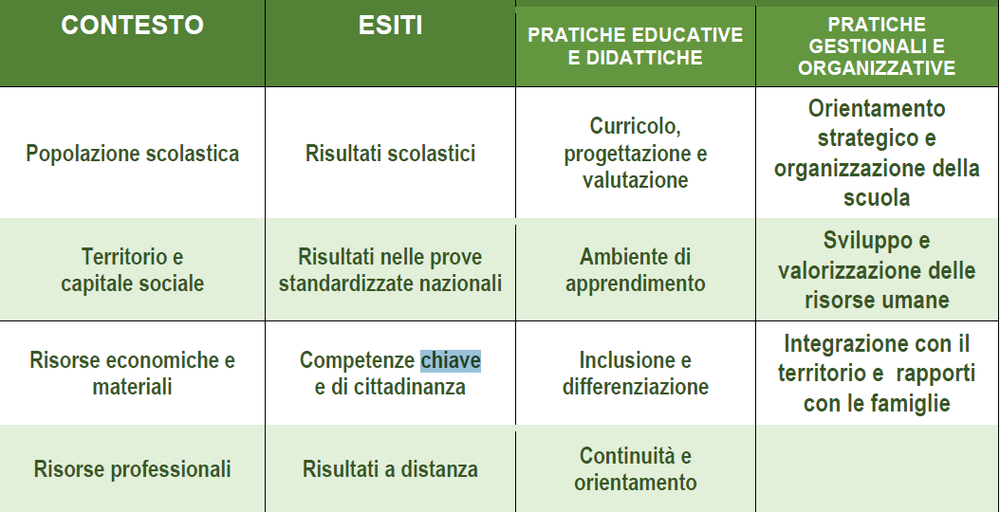 CONTESTO
ESITI
PRATICHE EDUCATIVE
E DIDATTICHE
PRATICHE
GESTIONALI E
ORGANIZZATIVE
Popolazione scolastica
Risultati scolastici
Curricolo,
progettazione e
valutazione
Orientamento
strategico e
organizzazione della
scuola
Territorio e
capitale sociale
Risultati nelle prove
standardizzate nazionali
Ambiente di
apprendimento
Sviluppo e
valorizzazione delle
risorse umane
Risorse economiche e
materiali
Competenze chiave
e di cittadinanza
Inclusione e
differenziazione
Integrazione con il
territorio e rapporti
con le famiglie
Risorse professionali
Risultati a distanza
Continuità e
orientamento